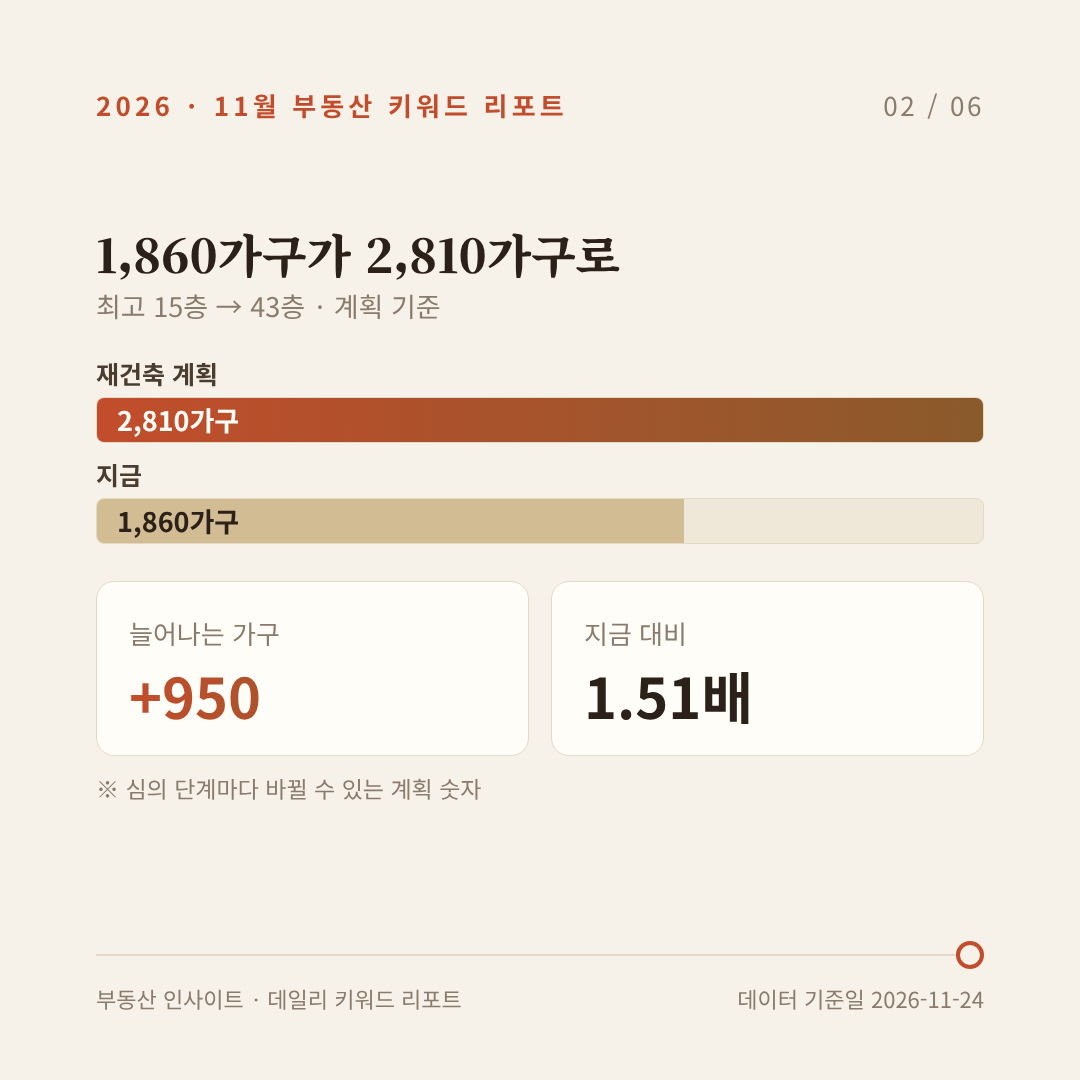 2026 · 11월 부동산 키워드 리포트
02 / 06
1,860가구가 2,810가구로
최고 15층 → 43층 · 계획 기준
재건축 계획
2,810가구
지금
1,860가구
늘어나는 가구
+950
지금 대비
1.51배
※ 심의 단계마다 바뀔 수 있는 계획 숫자
부동산 인사이트 · 데일리 키워드 리포트
데이터 기준일 2026-11-24